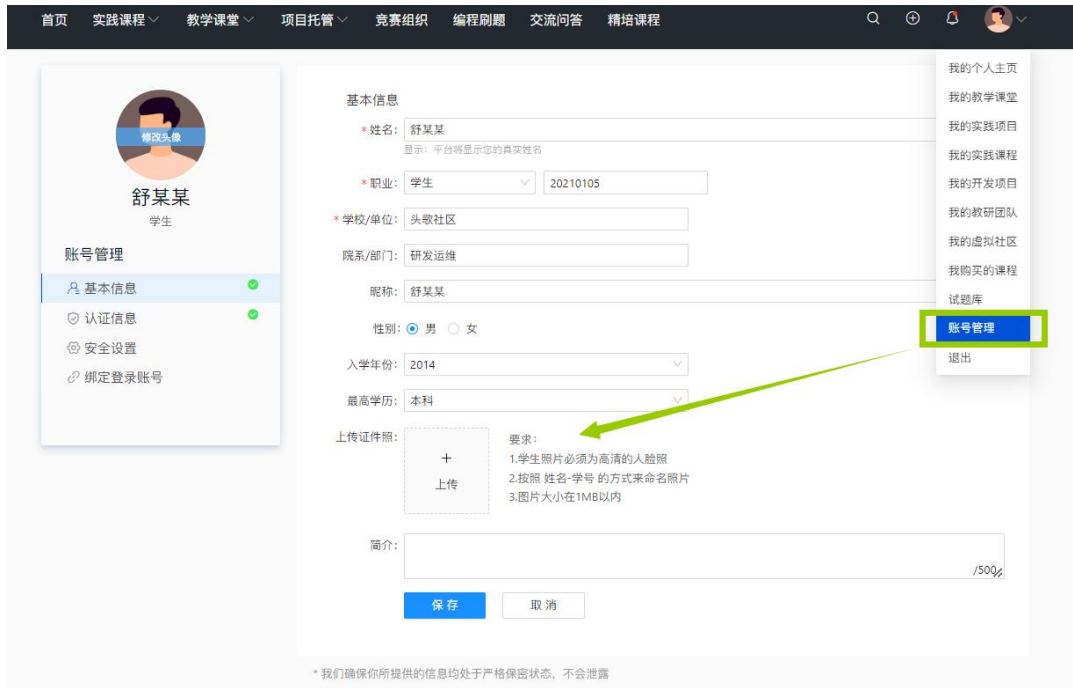 首页 实践课程 教学课堂 项目托管 竞赛组织 编程刷题 交流问答 精培课程
修改头像
舒某某
学生
账号管理
基本信息
认证信息
安全设置
绑定登录账号
基本信息
* 姓名: 舒某某
显示: 平台将显示您的真实姓名
* 职业: 学生 20210105
* 学校/单位: 头歌社区
院系/部门: 研发运维
昵称: 舒某某
性别: 男 女
入学年份: 2014
最高学历: 本科
上传证件照:
+
上传
要求:
1.学生照片必须为高清的人脸照
2.按照 姓名-学号 的方式来命名照片
3.图片大小在1MB以内
简介:
/500
保存 取消
* 我们确保你所提供的信息均处于严格保密状态，不会泄露
我的个人主页
我的教学课堂
我的实践项目
我的实践课程
我的开发项目
我的教研团队
我的虚拟社区
我购买的课程
试题库
账号管理
退出